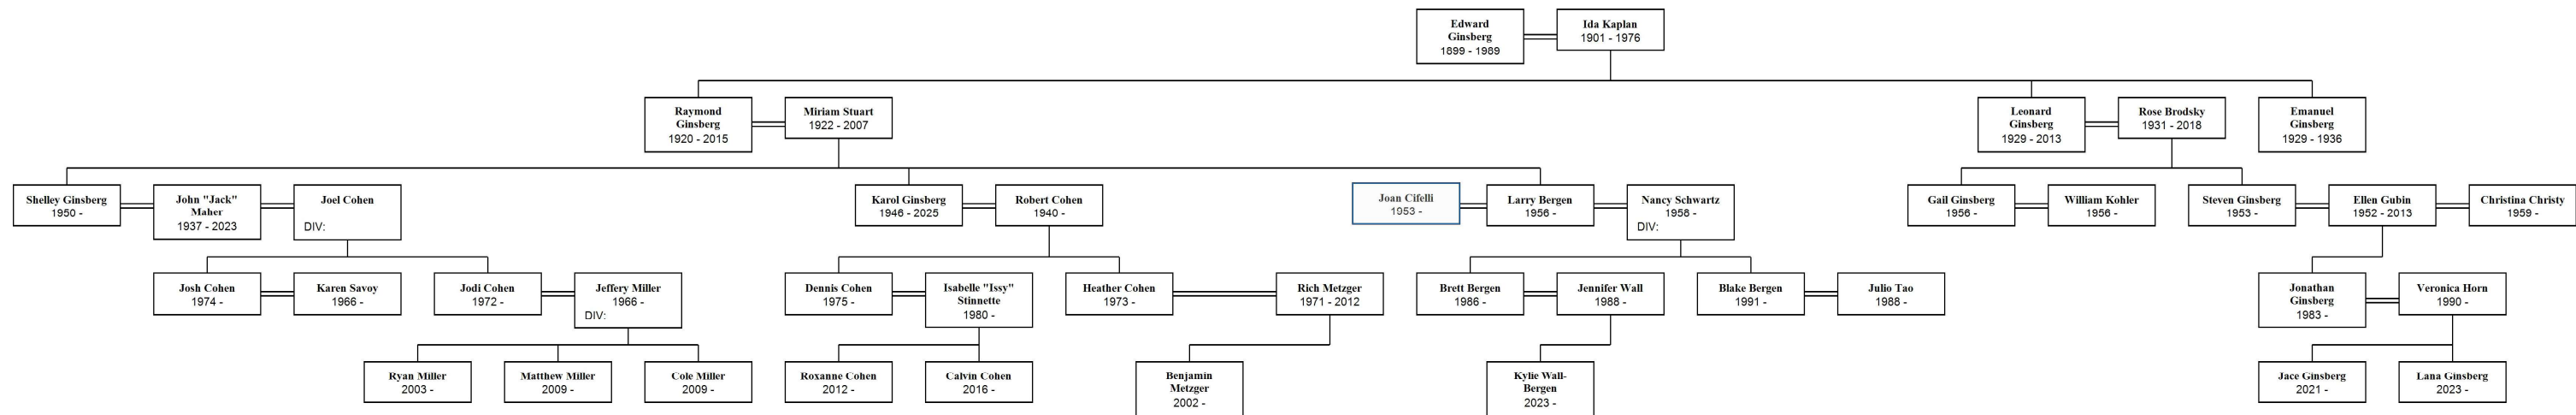 Edward
Ginsberg
1899 - 1989
Ida Kaplan
1901 - 1976
Raymond
Ginsberg
1920 - 2015
Miriam Stuart
1922 - 2007
Leonard
Ginsberg
1929 - 2013
Rose Brodsky
1931 - 2018
Emanuel
Ginsberg
1929 - 1936
Shelley Ginsberg
1950 -
John "Jack"
Maher
1937 - 2023
Joel Cohen
DIV:
Karol Ginsberg
1946 - 2025
Robert Cohen
1940 -
Joan Cifelli
1953 -
Larry Bergen
1956 -
Nancy Schwartz
1958 -
DIV:
Gail Ginsberg
1956 -
William Kohler
1956 -
Steven Ginsberg
1953 -
Ellen Gubin
1952 - 2013
Christina Christy
1959 -
Josh Cohen
1974 -
Karen Savoy
1966 -
Jodi Cohen
1972 -
Jeffery Miller
1966 -
DIV:
Dennis Cohen
1975 -
Isabelle "Issy"
Stinnette
1980 -
Heather Cohen
1973 -
Rich Metzger
1971 - 2012
Brett Bergen
1986 -
Jennifer Wall
1988 -
Blake Bergen
1991 -
Julio Tao
1988 -
Jonathan
Ginsberg
1983 -
Veronica Horn
1990 -
Ryan Miller
2003 -
Matthew Miller
2009 -
Cole Miller
2009 -
Roxanne Cohen
2012 -
Calvin Cohen
2016 -
Benjamin
Metzger
2002 -
Kylie Wall-
Bergen
2023 -
Jace Ginsberg
2021 -
Lana Ginsberg
2023 -